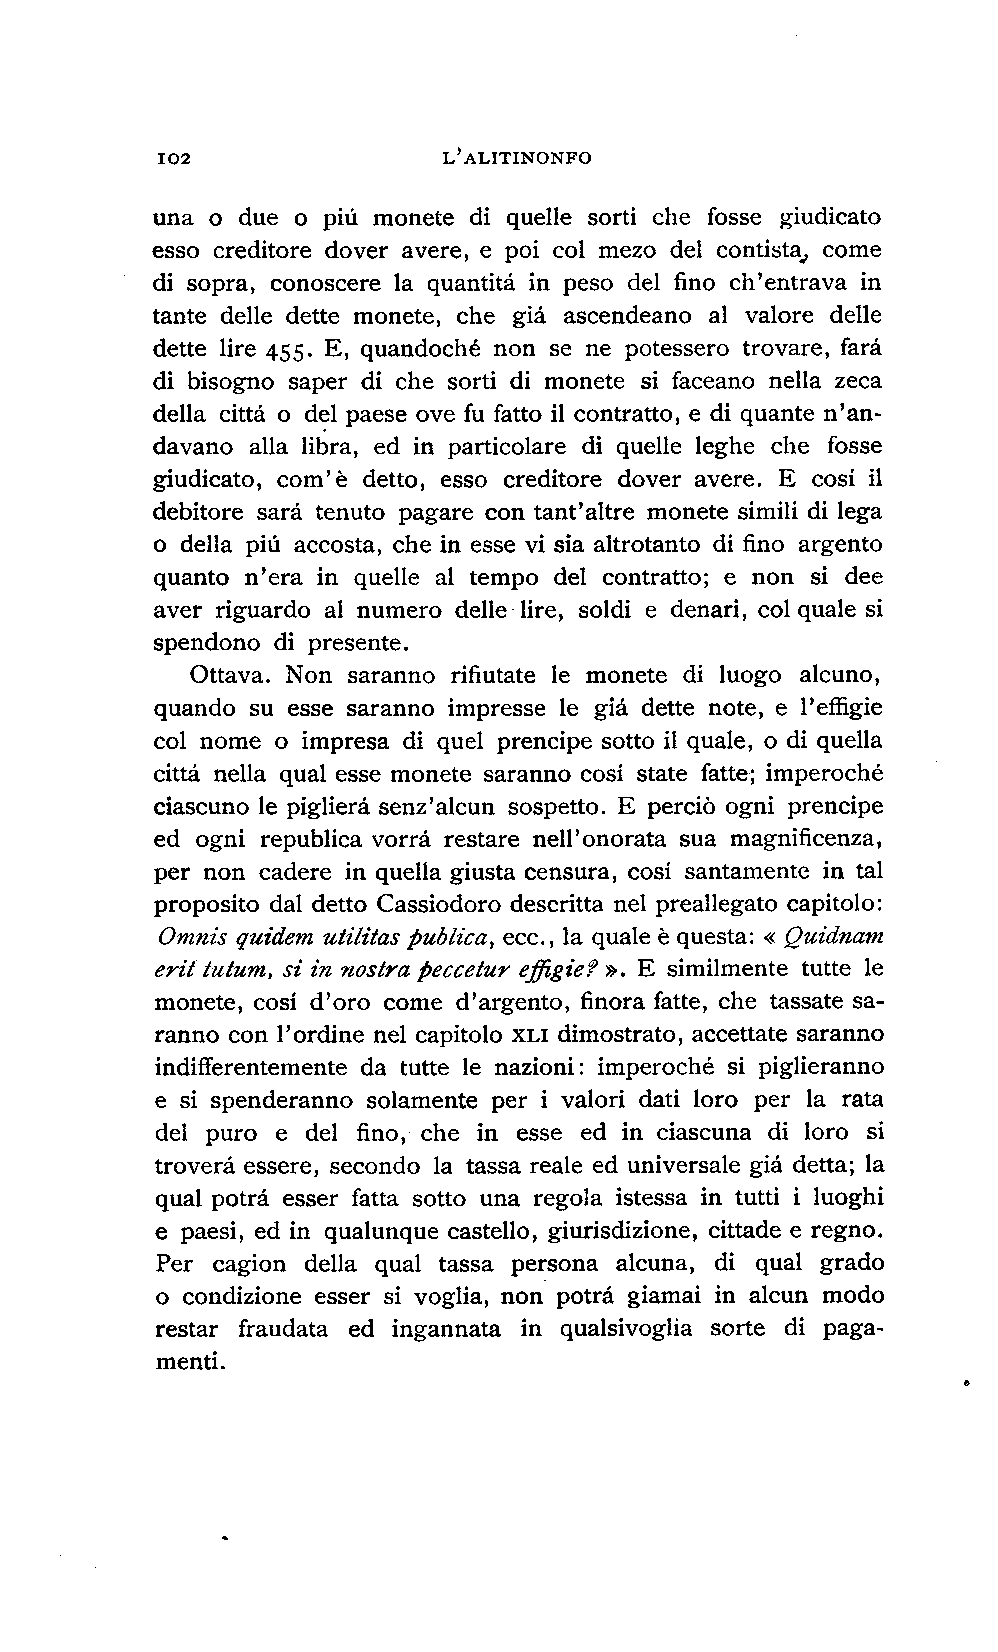 102 L'ALITINONFO
una o due o piú monete di quelle sorti che fosse giudicato
esso creditore dover avere, e poi col mezo del contista, come
di sopra, conoscere la quantitá in peso del fino ch'entrava in
tante delle dette monete, che giá ascendeano al valore delle
dette lire 455. E, quandoché non se ne potessero trovare, fará
di bisogno saper di che sorti di monete si faceano nella zeca
della cittá o del paese ove fu fatto il contratto, e di quante n'an-
davano alla libra, ed in particolare di quelle leghe che fosse
giudicato, com'è detto, esso creditore dover avere. E cosí il
debitore sará tenuto pagare con tant'altre monete simili di lega
o della piú accosta, che in esse vi sia altrotanto di fino argento
quanto n'era in quelle al tempo del contratto; e non si dee
aver riguardo al numero delle lire, soldi e denari, col quale si
spendono di presente.
Ottava. Non saranno rifiutate le monete di luogo alcuno,
quando su esse saranno impresse le giá dette note, e l'effigie
col nome o impresa di quel prencipe sotto il quale, o di quella
cittá nella qual esse monete saranno cosí state fatte; imperoché
ciascuno le piglierá senz'alcun sospetto. E perciò ogni prencipe
ed ogni republica vorrá restare nell'onorata sua magnificenza,
per non cadere in quella giusta censura, cosí santamente in tal
proposito dal detto Cassiodoro descritta nel preallegato capitolo:
Omnis quidem utilitas publica, ecc., la quale è questa: « Quidnam
erit tutum, si in nostra peccetur effigie? ». E similmente tutte le
monete, cosí d'oro come d'argento, finora fatte, che tassate sa-
ranno con l'ordine nel capitolo XLI dimostrato, accettate saranno
indifferentemente da tutte le nazioni: imperoché si piglieranno
e si spenderanno solamente per i valori dati loro per la rata
del puro e del fino, che in esse ed in ciascuna di loro si
troverá essere, secondo la tassa reale ed universale giá detta; la
qual potrá esser fatta sotto una regola istessa in tutti i luoghi
e paesi, ed in qualunque castello, giurisdizione, cittade e regno.
Per cagion della qual tassa persona alcuna, di qual grado
o condizione esser si voglia, non potrá giamai in alcun modo
restar fraudata ed ingannata in qualsivoglia sorte di paga-
menti.